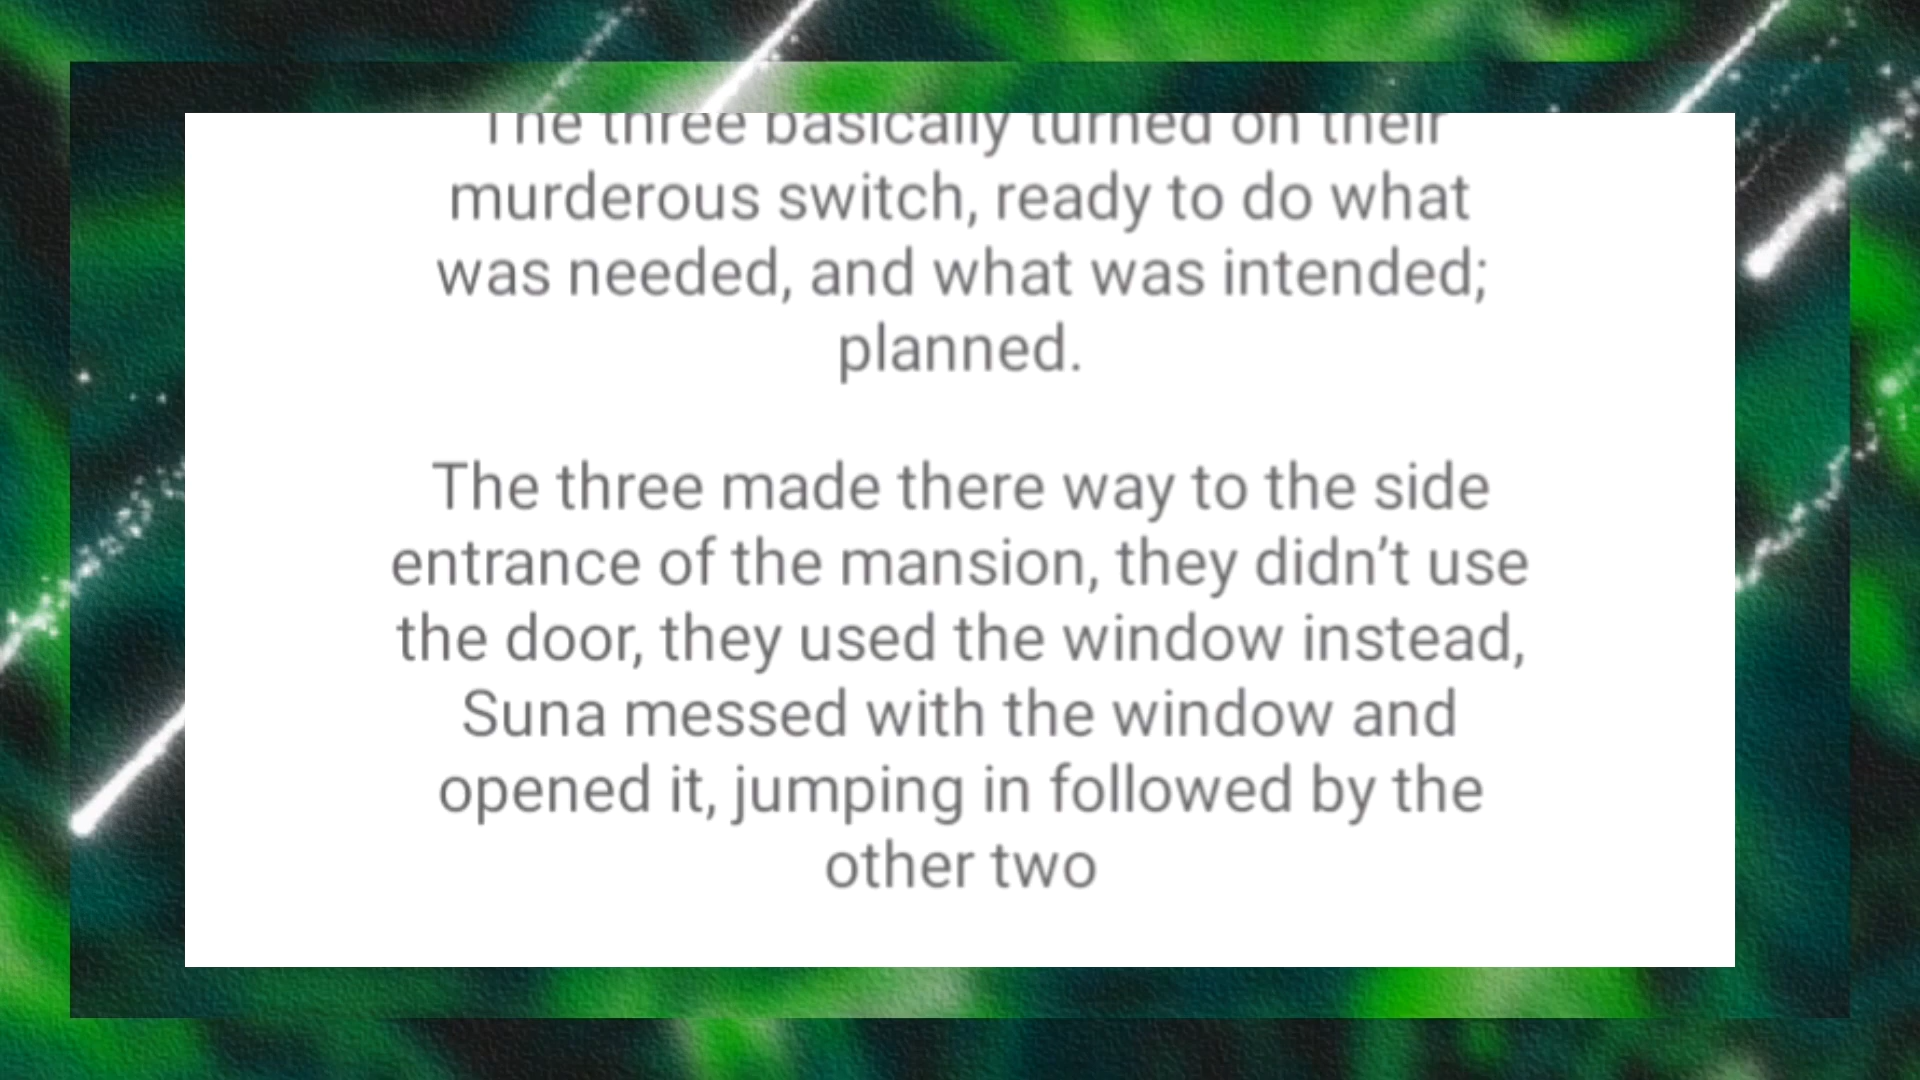 The three basically turned on their
murderous switch, ready to do what
was needed, and what was intended;
planned.
The three made there way to the side
entrance of the mansion, they didn’t use
the door, they used the window instead,
Suna messed with the window and
opened it, jumping in followed by the
other two